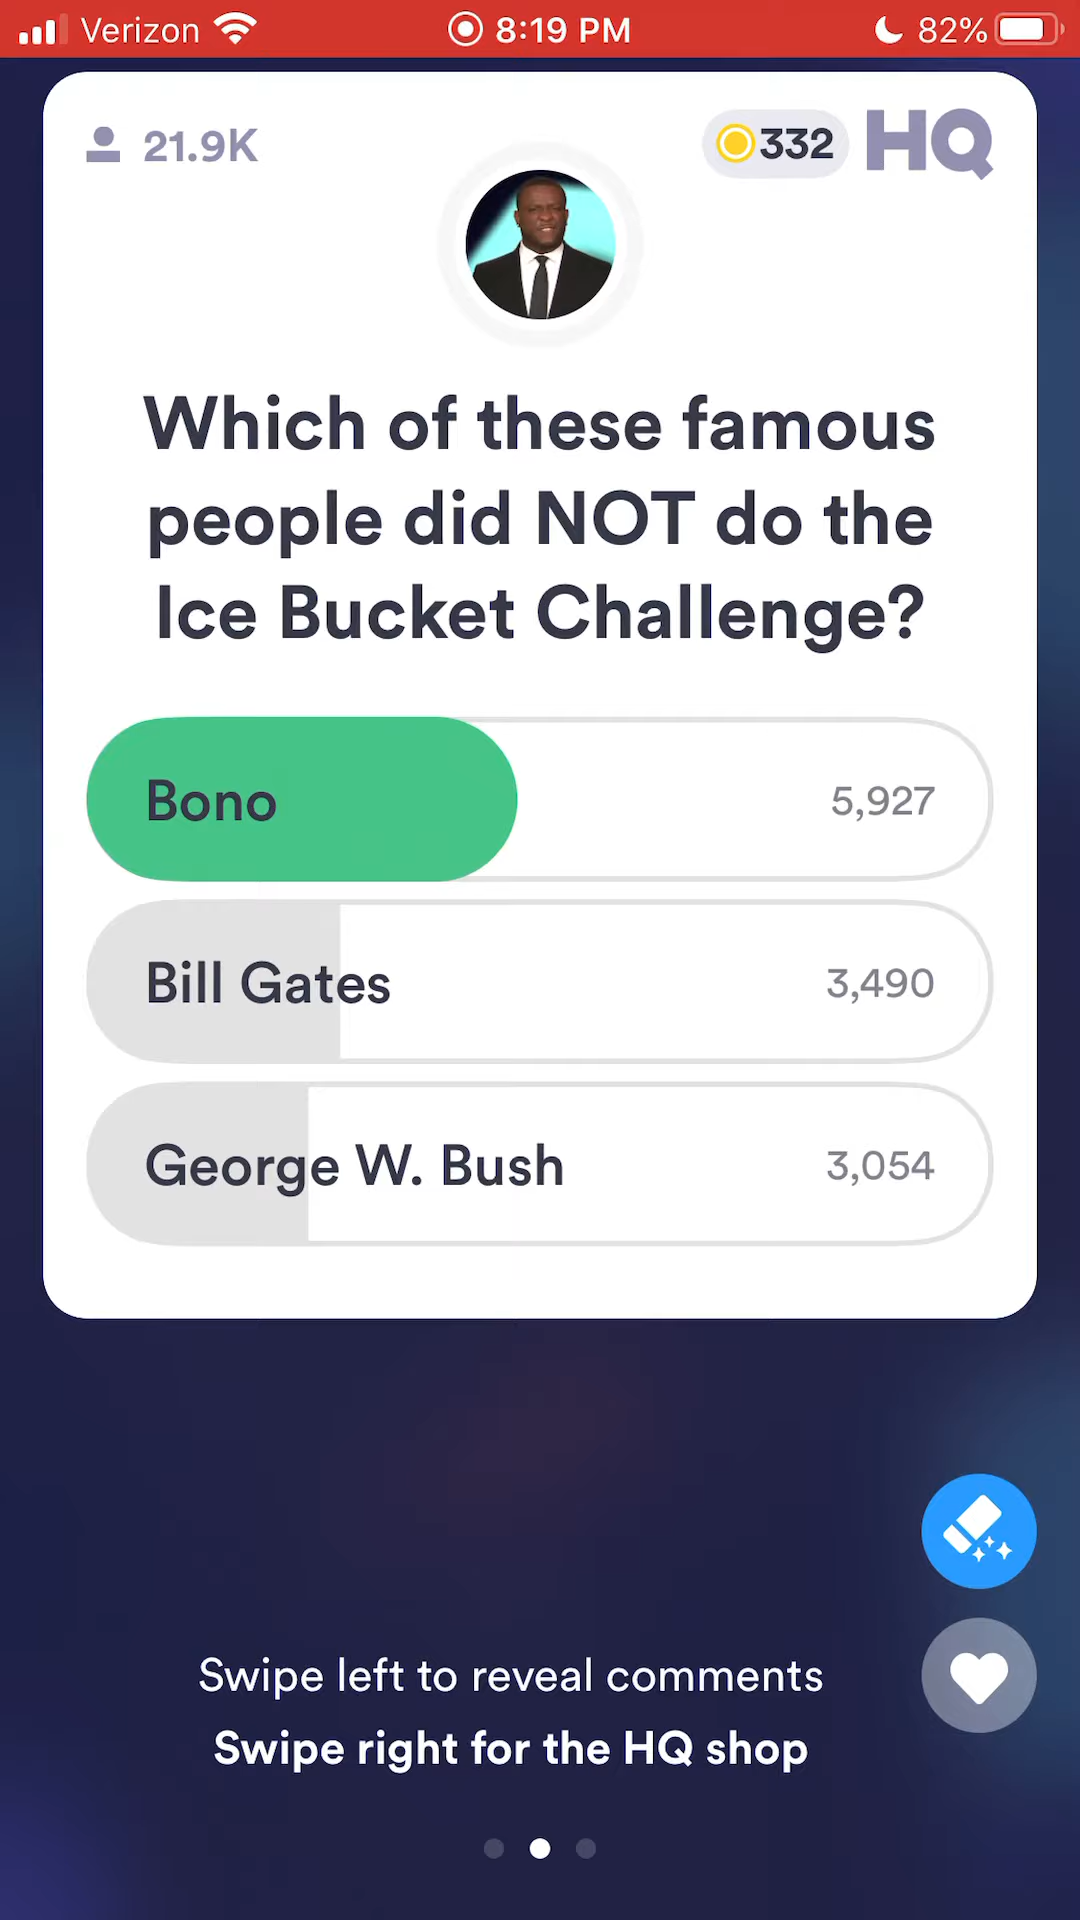 Verizon 8:19 PM 82%
21.9K 332 HQ
Which of these famous
people did NOT do the
Ice Bucket Challenge?
Bono 5,927
Bill Gates 3,490
George W. Bush 3,054
Swipe left to reveal comments
Swipe right for the HQ shop